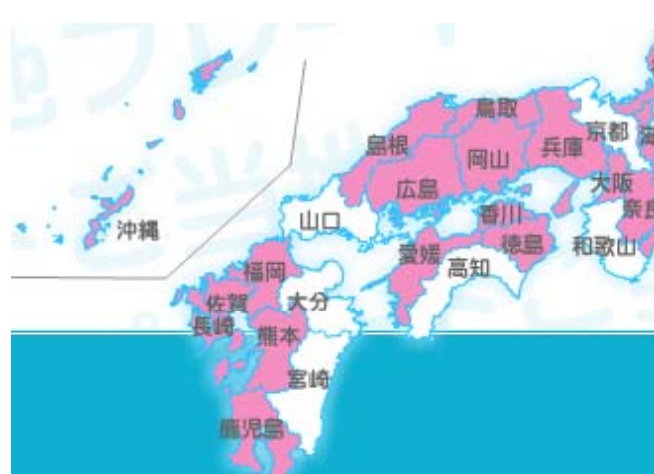 鳥取
島根
岡山
兵庫
京都
広島
山口
大阪
奈良
和歌山
香川
徳島
愛媛
高知
沖縄
福岡
大分
佐賀
長崎
熊本
宮崎
鹿児島